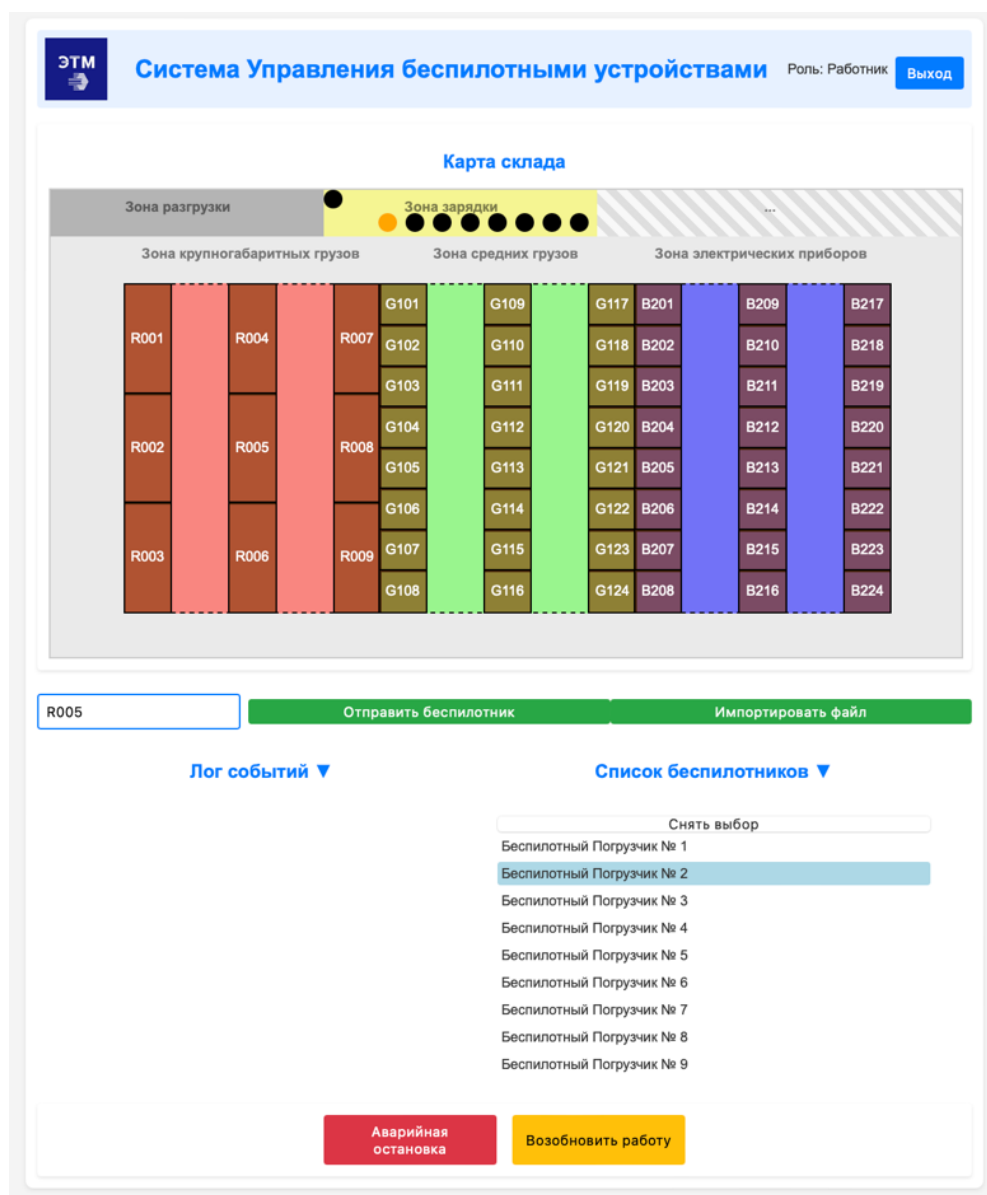 ЭТМ
Система Управления беспилотными устройствами
Роль: Работник
Выход
Карта склада
Зона разгрузки
Зона зарядки
...
Зона крупногабаритных грузов
Зона средних грузов
Зона электрических приборов
G101 G109 G117 B201 B209 B217
R001 R004 R007
G102 G110 G118 B202 B210 B218
G103 G111 G119 B203 B211 B219
G104 G112 G120 B204 B212 B220
R002 R005 R008
G105 G113 G121 B205 B213 B221
G106 G114 G122 B206 B214 B222
R003 R006 R009
G107 G115 G123 B207 B215 B223
G108 G116 G124 B208 B216 B224
R005
Отправить беспилотник
Импортировать файл
Лог событий ▼
Список беспилотников ▼
Снять выбор
Беспилотный Погрузчик № 1
Беспилотный Погрузчик № 2
Беспилотный Погрузчик № 3
Беспилотный Погрузчик № 4
Беспилотный Погрузчик № 5
Беспилотный Погрузчик № 6
Беспилотный Погрузчик № 7
Беспилотный Погрузчик № 8
Беспилотный Погрузчик № 9
Аварийная
остановка
Возобновить работу